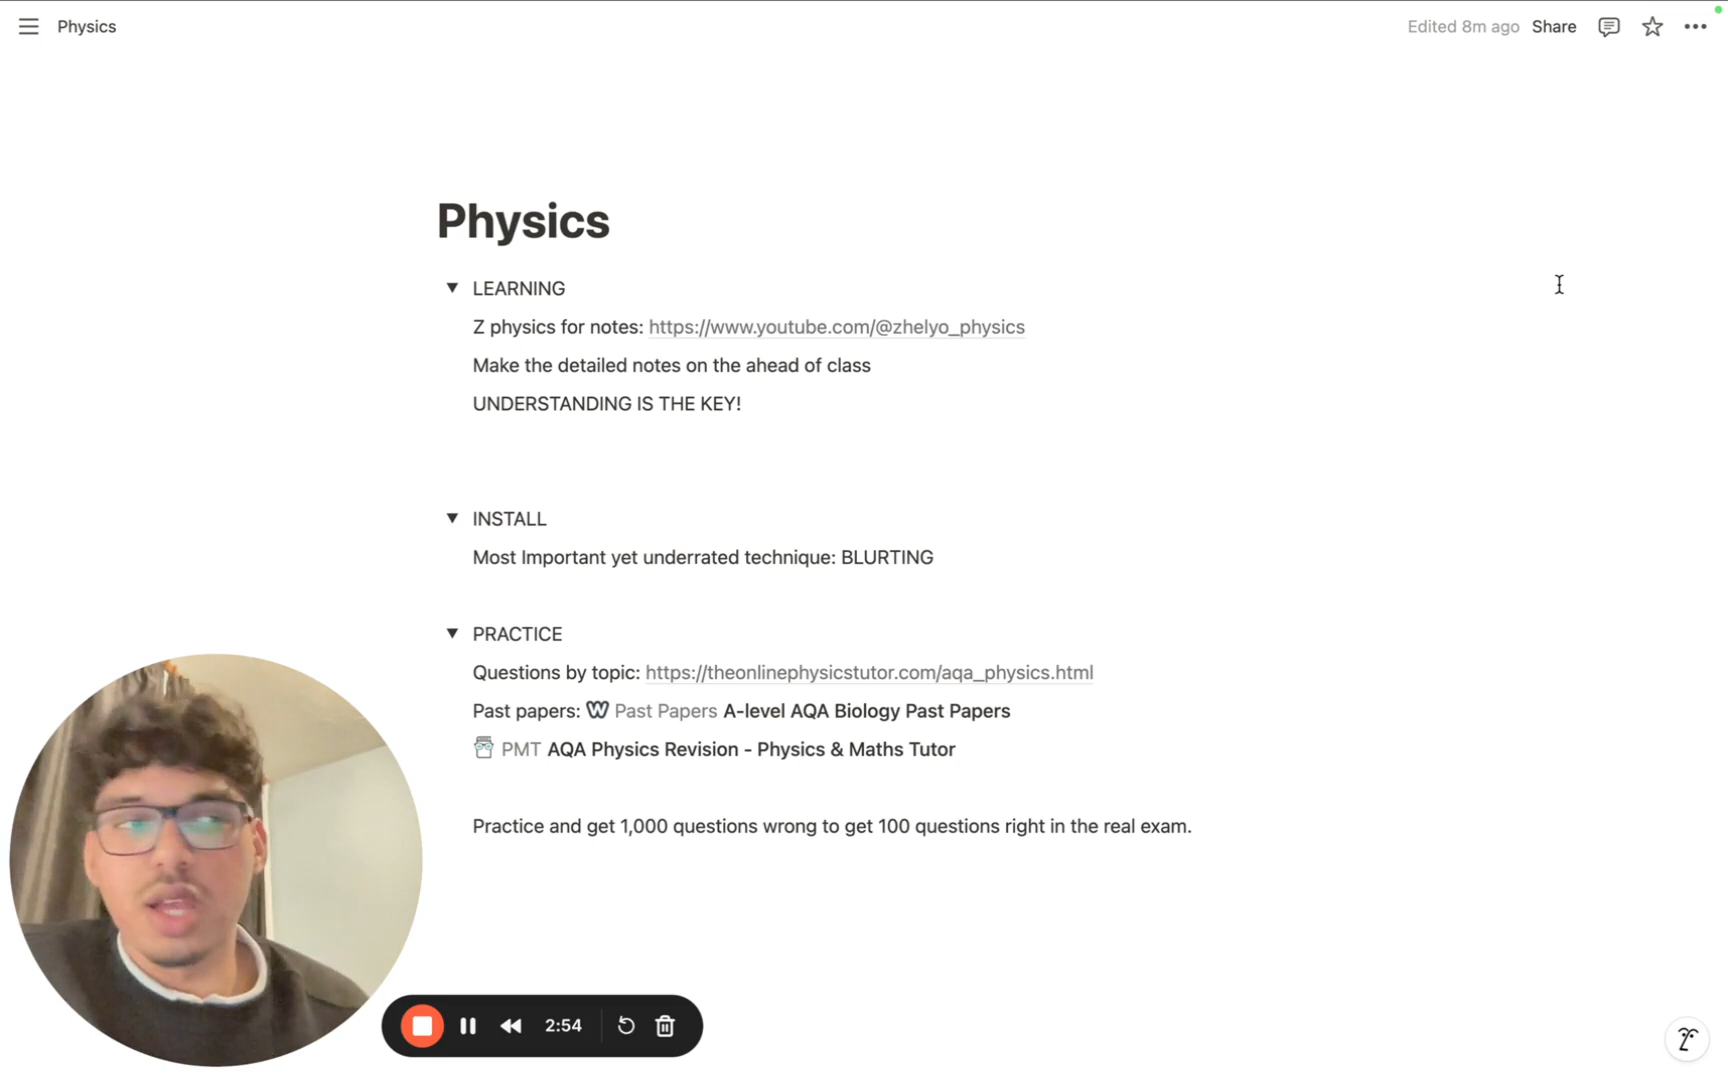 Physics
Edited 8m ago Share
Physics
LEARNING
Z physics for notes: https://www.youtube.com/@zhelyo_physics
Make the detailed notes on the ahead of class
UNDERSTANDING IS THE KEY!
INSTALL
Most Important yet underrated technique: BLURTING
PRACTICE
Questions by topic: https://theonlinephysicstutor.com/aqa_physics.html
Past papers: Past Papers A-level AQA Biology Past Papers
PMT AQA Physics Revision - Physics & Maths Tutor
Practice and get 1,000 questions wrong to get 100 questions right in the real exam.
2:54